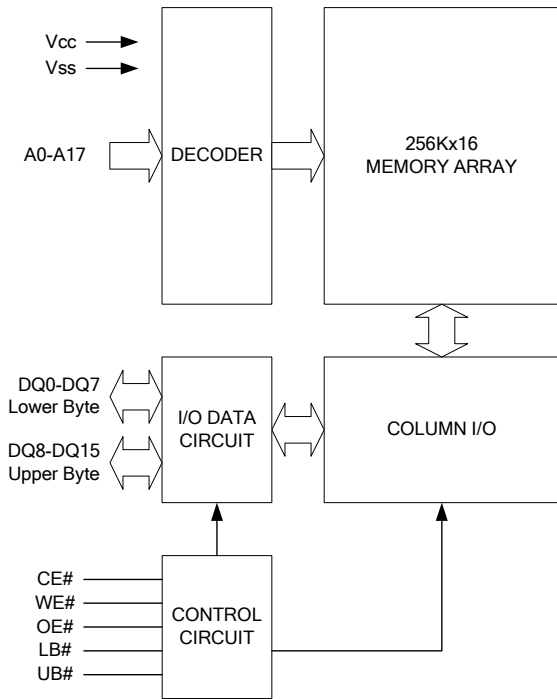 Vcc
Vss
A0-A17
DECODER
256Kx16
MEMORY ARRAY
DQ0-DQ7
Lower Byte
DQ8-DQ15
Upper Byte
I/O DATA
CIRCUIT
COLUMN I/O
CE#
WE#
OE#
LB#
UB#
CONTROL
CIRCUIT